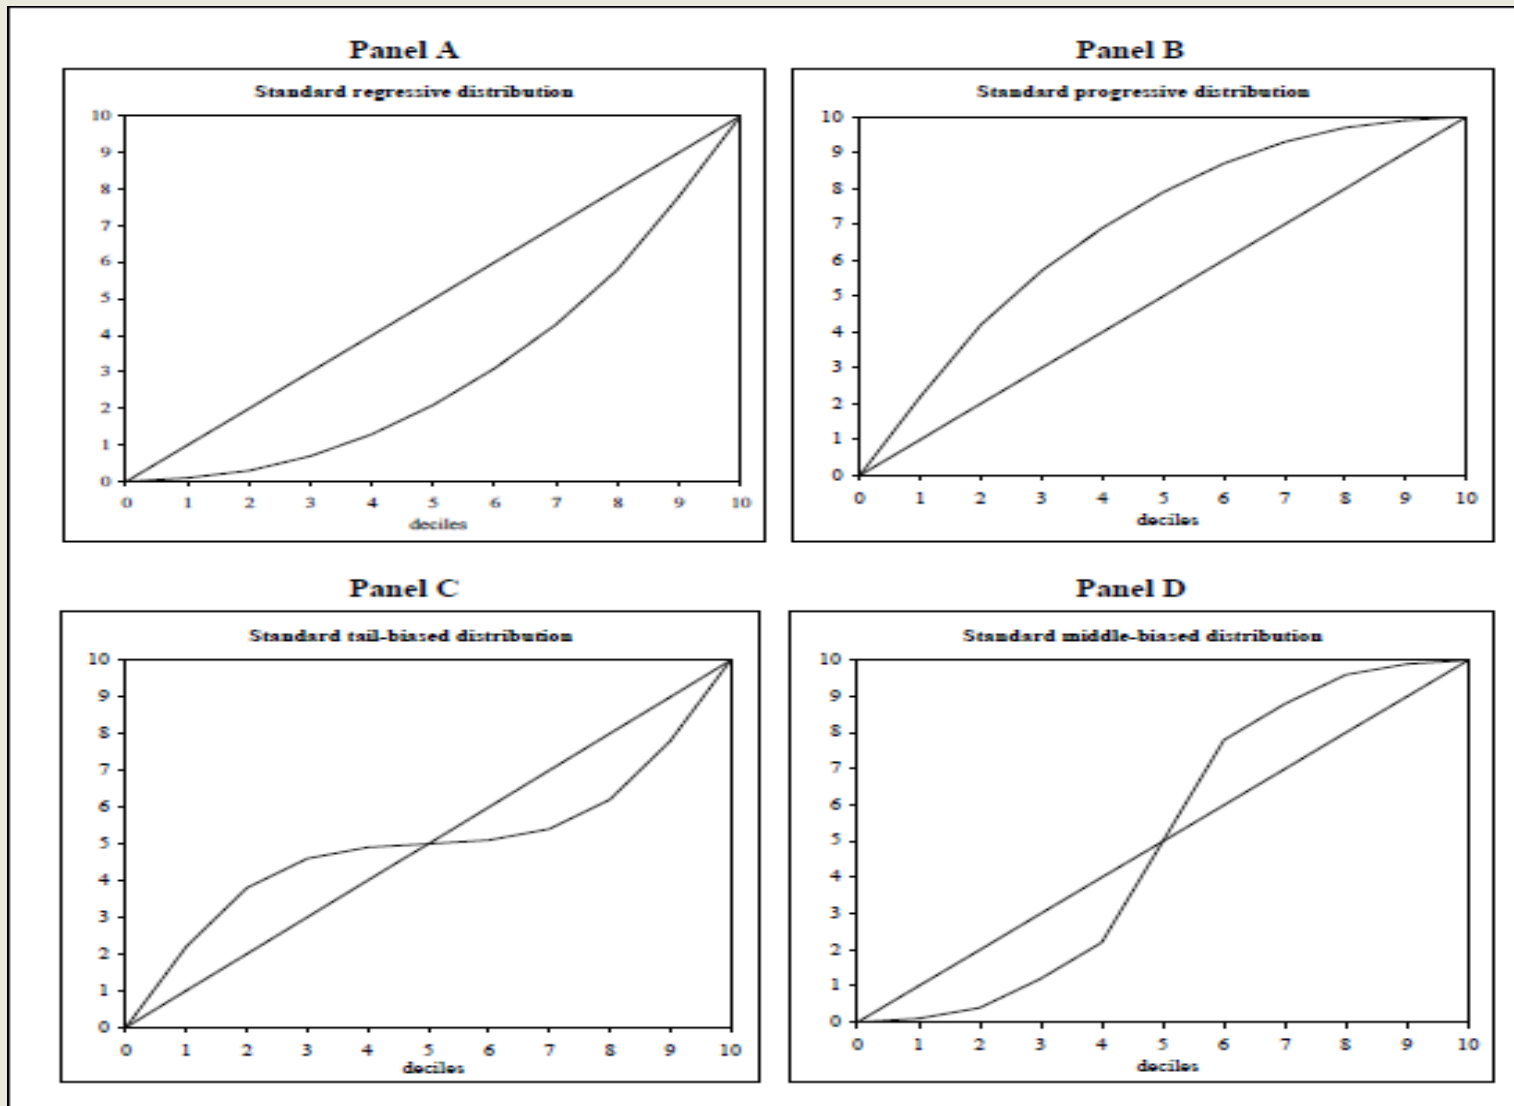 Panel A
Standard regressive distribution
10
9
8
7
6
5
4
3
2
1
0
0 1 2 3 4 5 6 7 8 9 10
deciles
Panel B
Standard progressive distribution
10
9
8
7
6
5
4
3
2
1
0
0 1 2 3 4 5 6 7 8 9 10
deciles
Panel C
Standard tail-biased distribution
10
9
8
7
6
5
4
3
2
1
0
0 1 2 3 4 5 6 7 8 9 10
deciles
Panel D
Standard middle-biased distribution
10
9
8
7
6
5
4
3
2
1
0
0 1 2 3 4 5 6 7 8 9 10
deciles